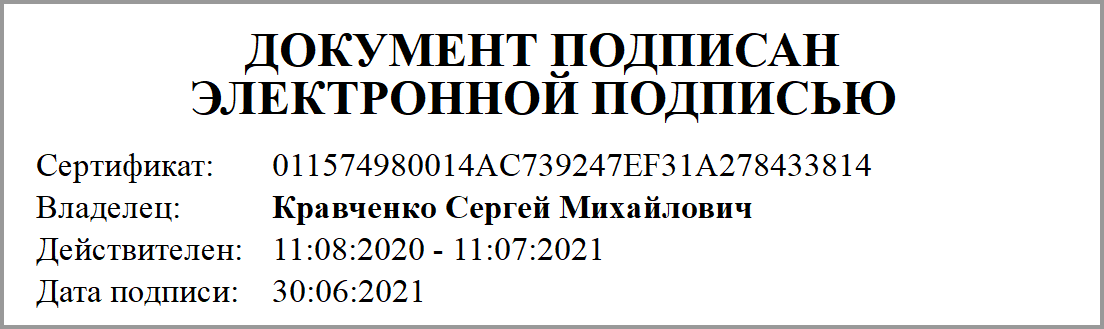 ДОКУМЕНТ ПОДПИСАН
ЭЛЕКТРОННОЙ ПОДПИСЬЮ
Сертификат: 011574980014AC739247EF31A278433814
Владелец: Кравченко Сергей Михайлович
Действителен: 11:08:2020 - 11:07:2021
Дата подписи: 30:06:2021